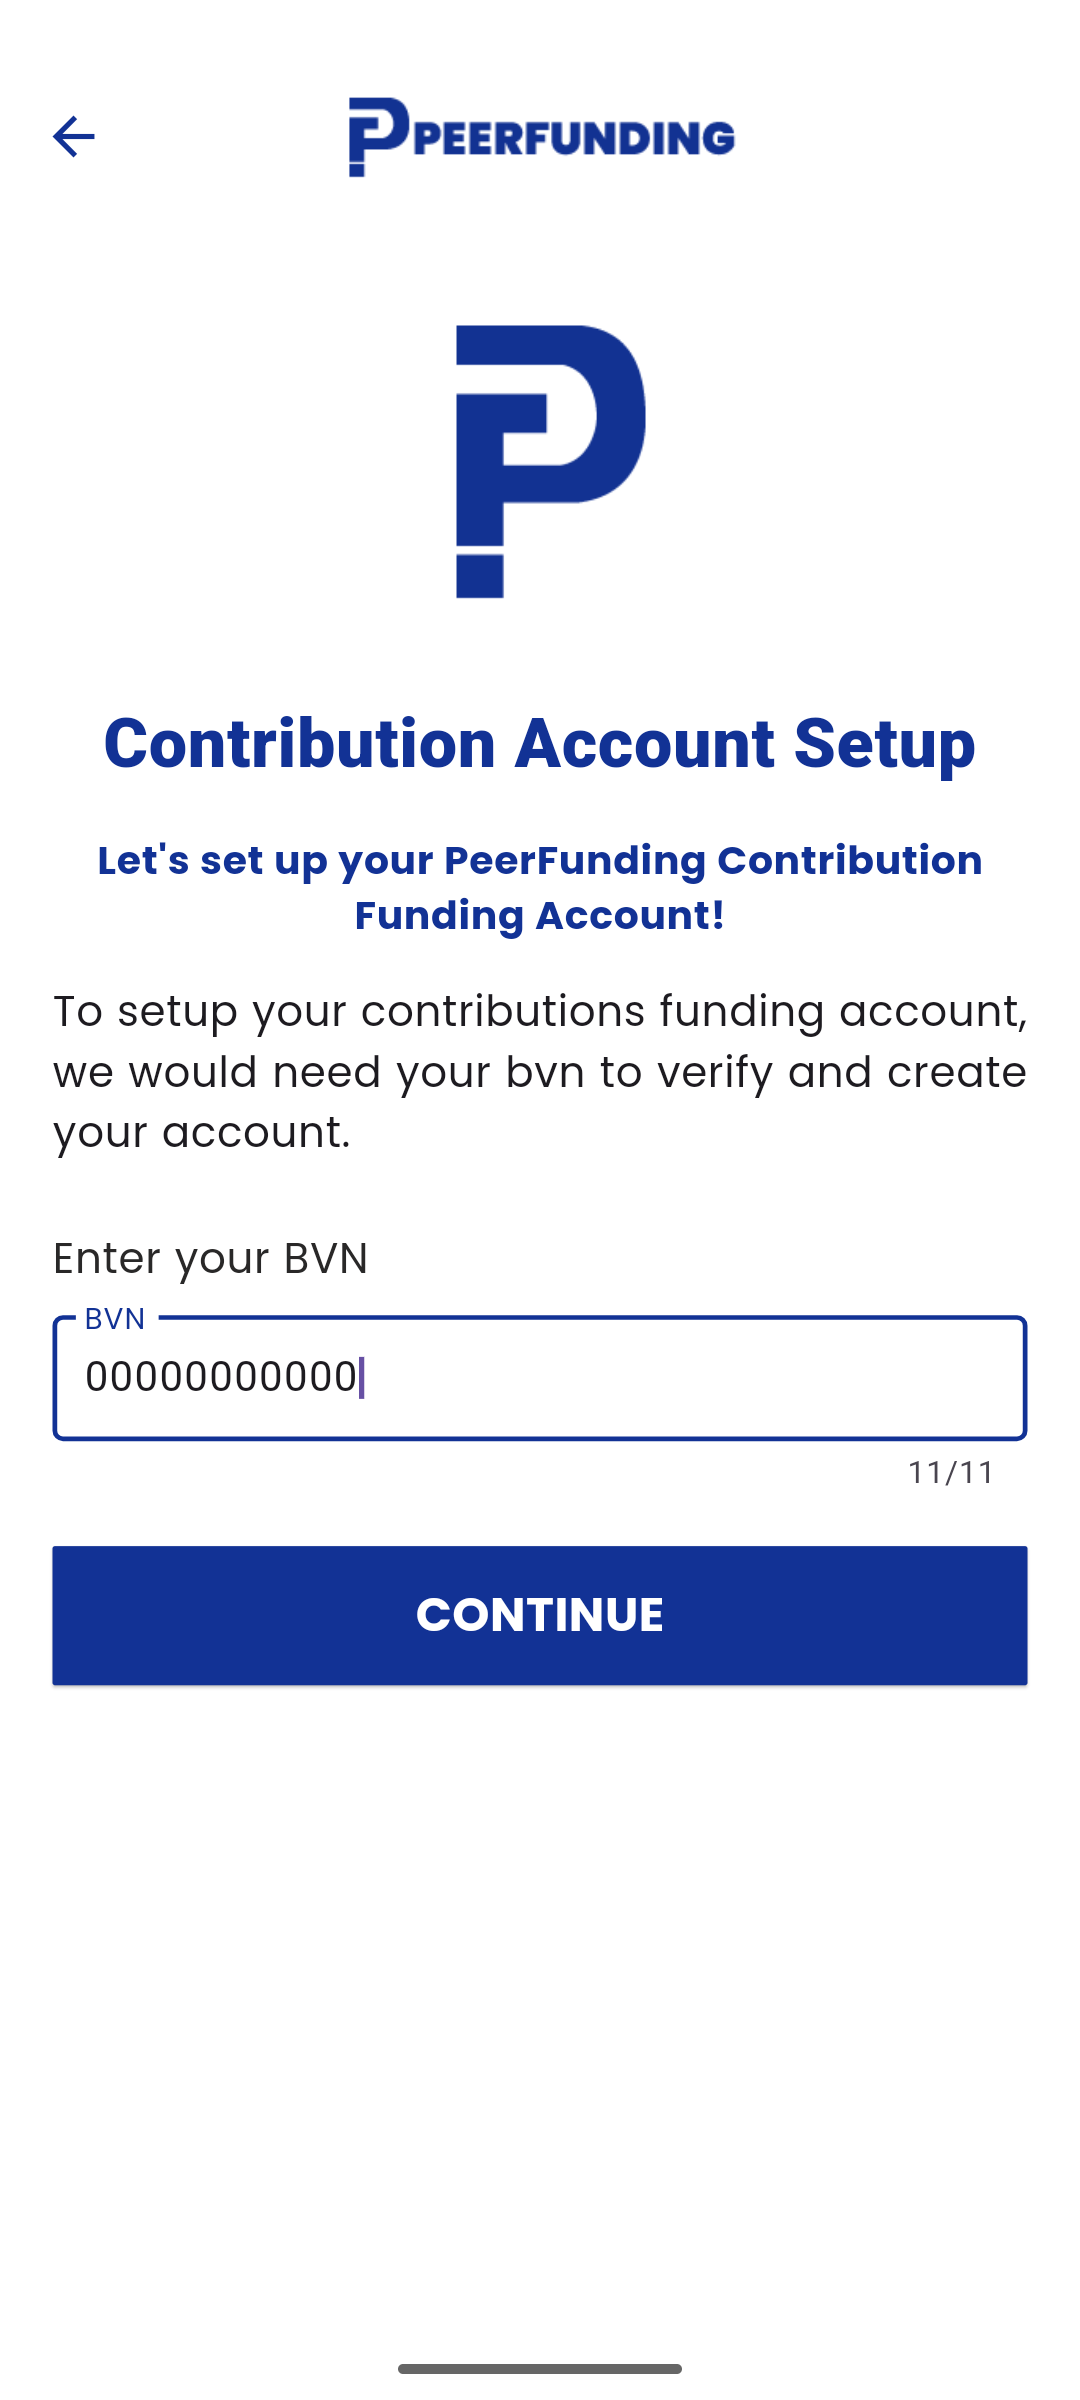 PEERFUNDING
Contribution Account Setup
Let's set up your PeerFunding Contribution
Funding Account!
To setup your contributions funding account,
we would need your bvn to verify and create
your account.
Enter your BVN
BVN
00000000000
11/11
CONTINUE